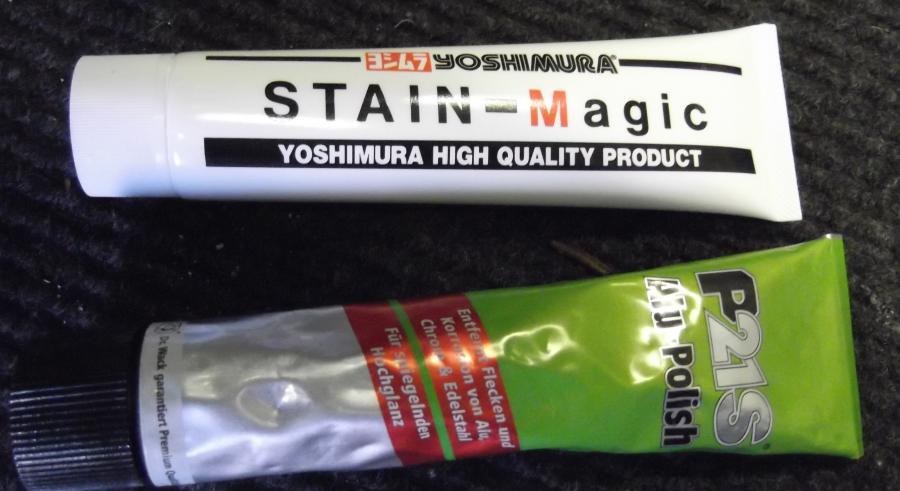 ヨシムラ YOSHIMURA
STAIN-Magic
YOSHIMURA HIGH QUALITY PRODUCT
P21S
Alu Polish
Entfernt Flecken und
Korrosion von Alu,
Chrom & Edelstahl
Für spiegelnden
Hochglanz
Dr. Wack garantiert Premium